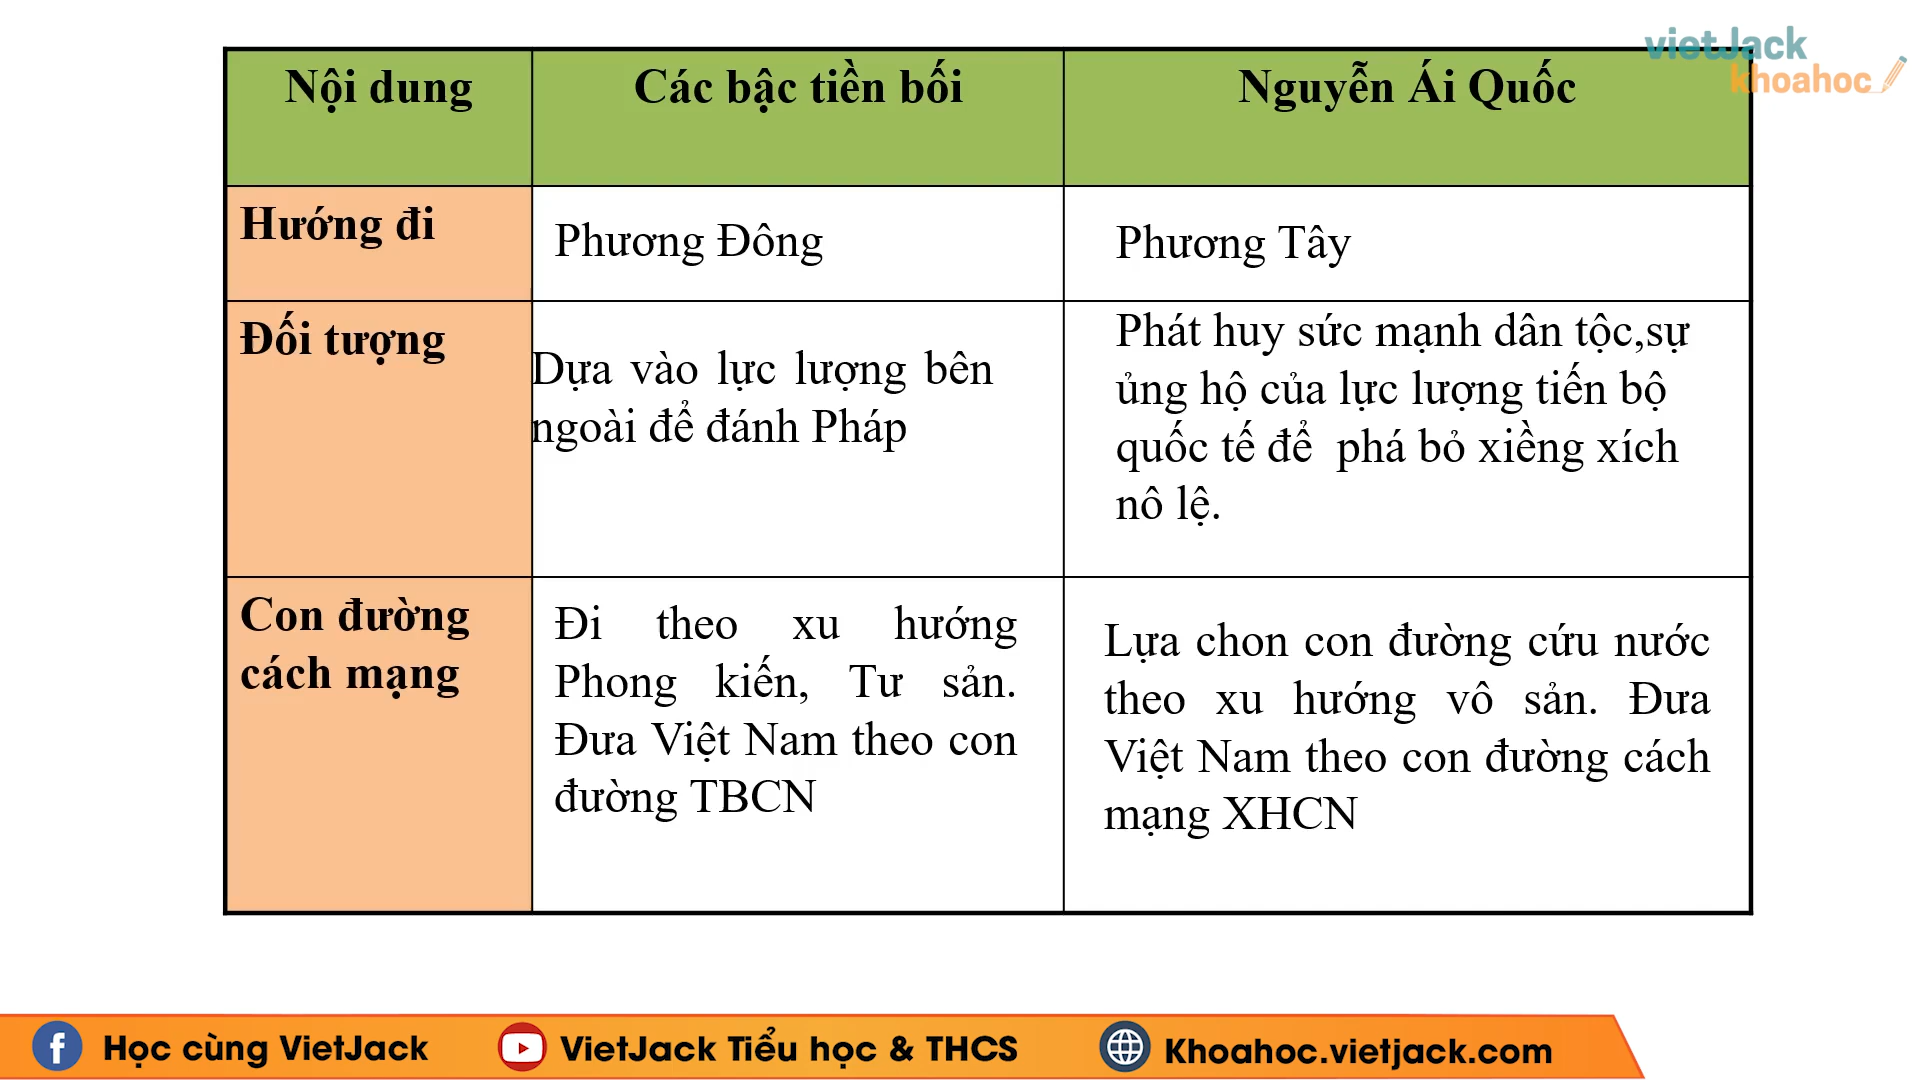 vietJack
khoahoc
Nội dung
Các bậc tiền bối
Nguyễn Ái Quốc
Hướng đi
Phương Đông
Phương Tây
Đối tượng
Dựa vào lực lượng bên
ngoài để đánh Pháp
Phát huy sức mạnh dân tộc,sự
ủng hộ của lực lượng tiến bộ
quốc tế để phá bỏ xiềng xích
nô lệ.
Con đường
cách mạng
Đi theo xu hướng
Phong kiến, Tư sản.
Đưa Việt Nam theo con
đường TBCN
Lựa chon con đường cứu nước
theo xu hướng vô sản. Đưa
Việt Nam theo con đường cách
mạng XHCN
Học cùng VietJack
VietJack Tiểu học & THCS
Khoahoc.vietjack.com